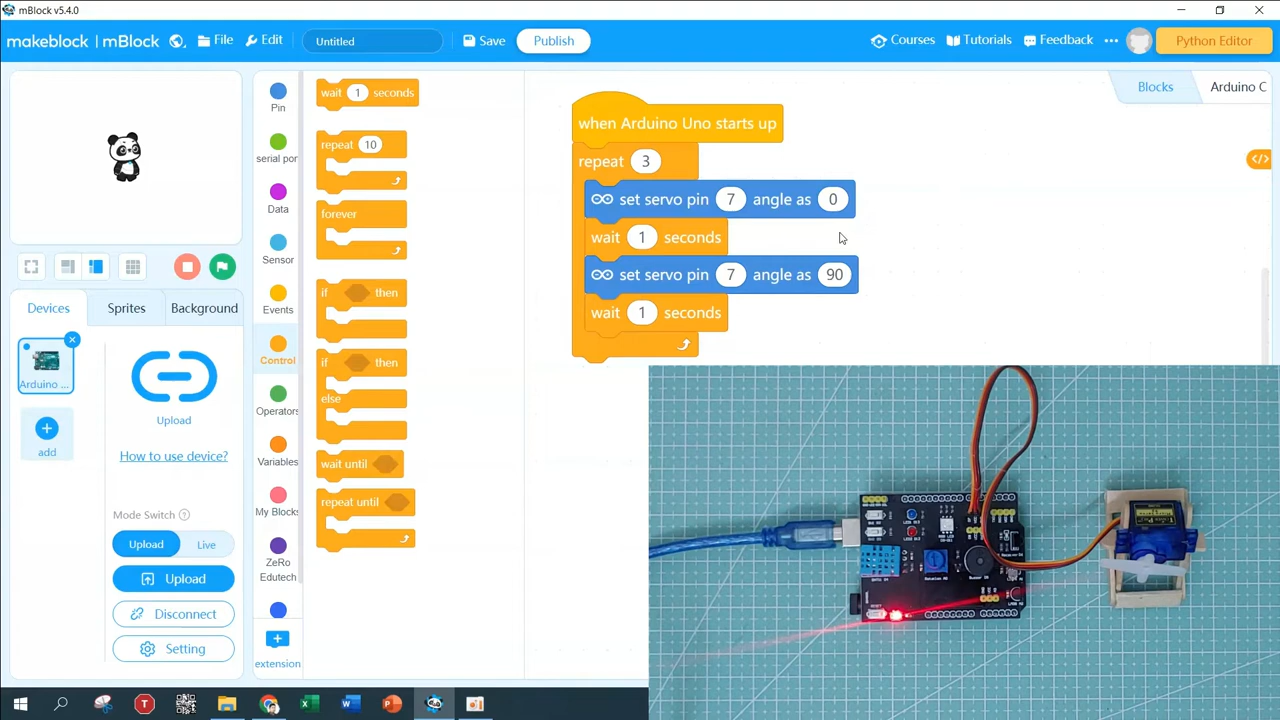 mBlock v5.4.0
makeblock | mBlock File Edit Untitled Save Publish Courses Tutorials Feedback ••• Python Editor
Blocks Arduino C
Pin
serial por
Data
Sensor
Events
Control
Operators
Variables
My Blocks
ZeRo
Edutech
extension
wait 1 seconds
repeat 10
forever
if then
if then
else
wait until
repeat until
when Arduino Uno starts up
repeat 3
set servo pin 7 angle as 0
wait 1 seconds
set servo pin 7 angle as 90
wait 1 seconds
Devices Sprites Background
Arduino ...
add
Upload
How to use device?
Mode Switch ?
Upload Live
Upload
Disconnect
Setting
RESET